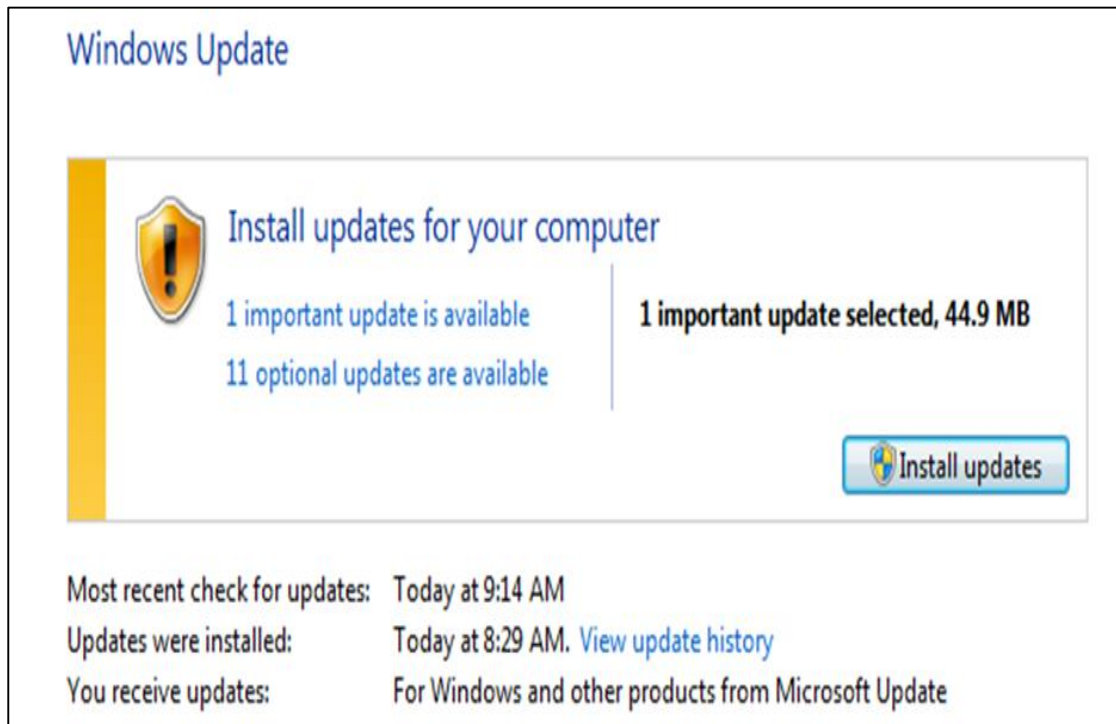 Windows Update
Install updates for your computer
1 important update is available
11 optional updates are available
1 important update selected, 44.9 MB
Install updates
Most recent check for updates: Today at 9:14 AM
Updates were installed: Today at 8:29 AM. View update history
You receive updates: For Windows and other products from Microsoft Update